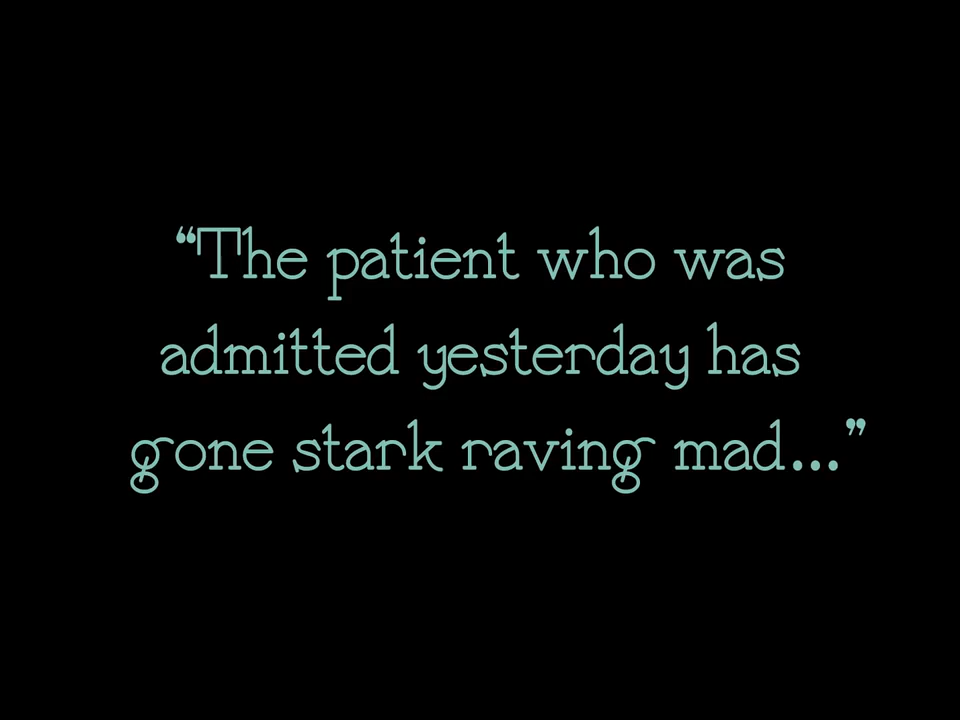 “The patient who was
admitted yesterday has
gone stark raving mad...”